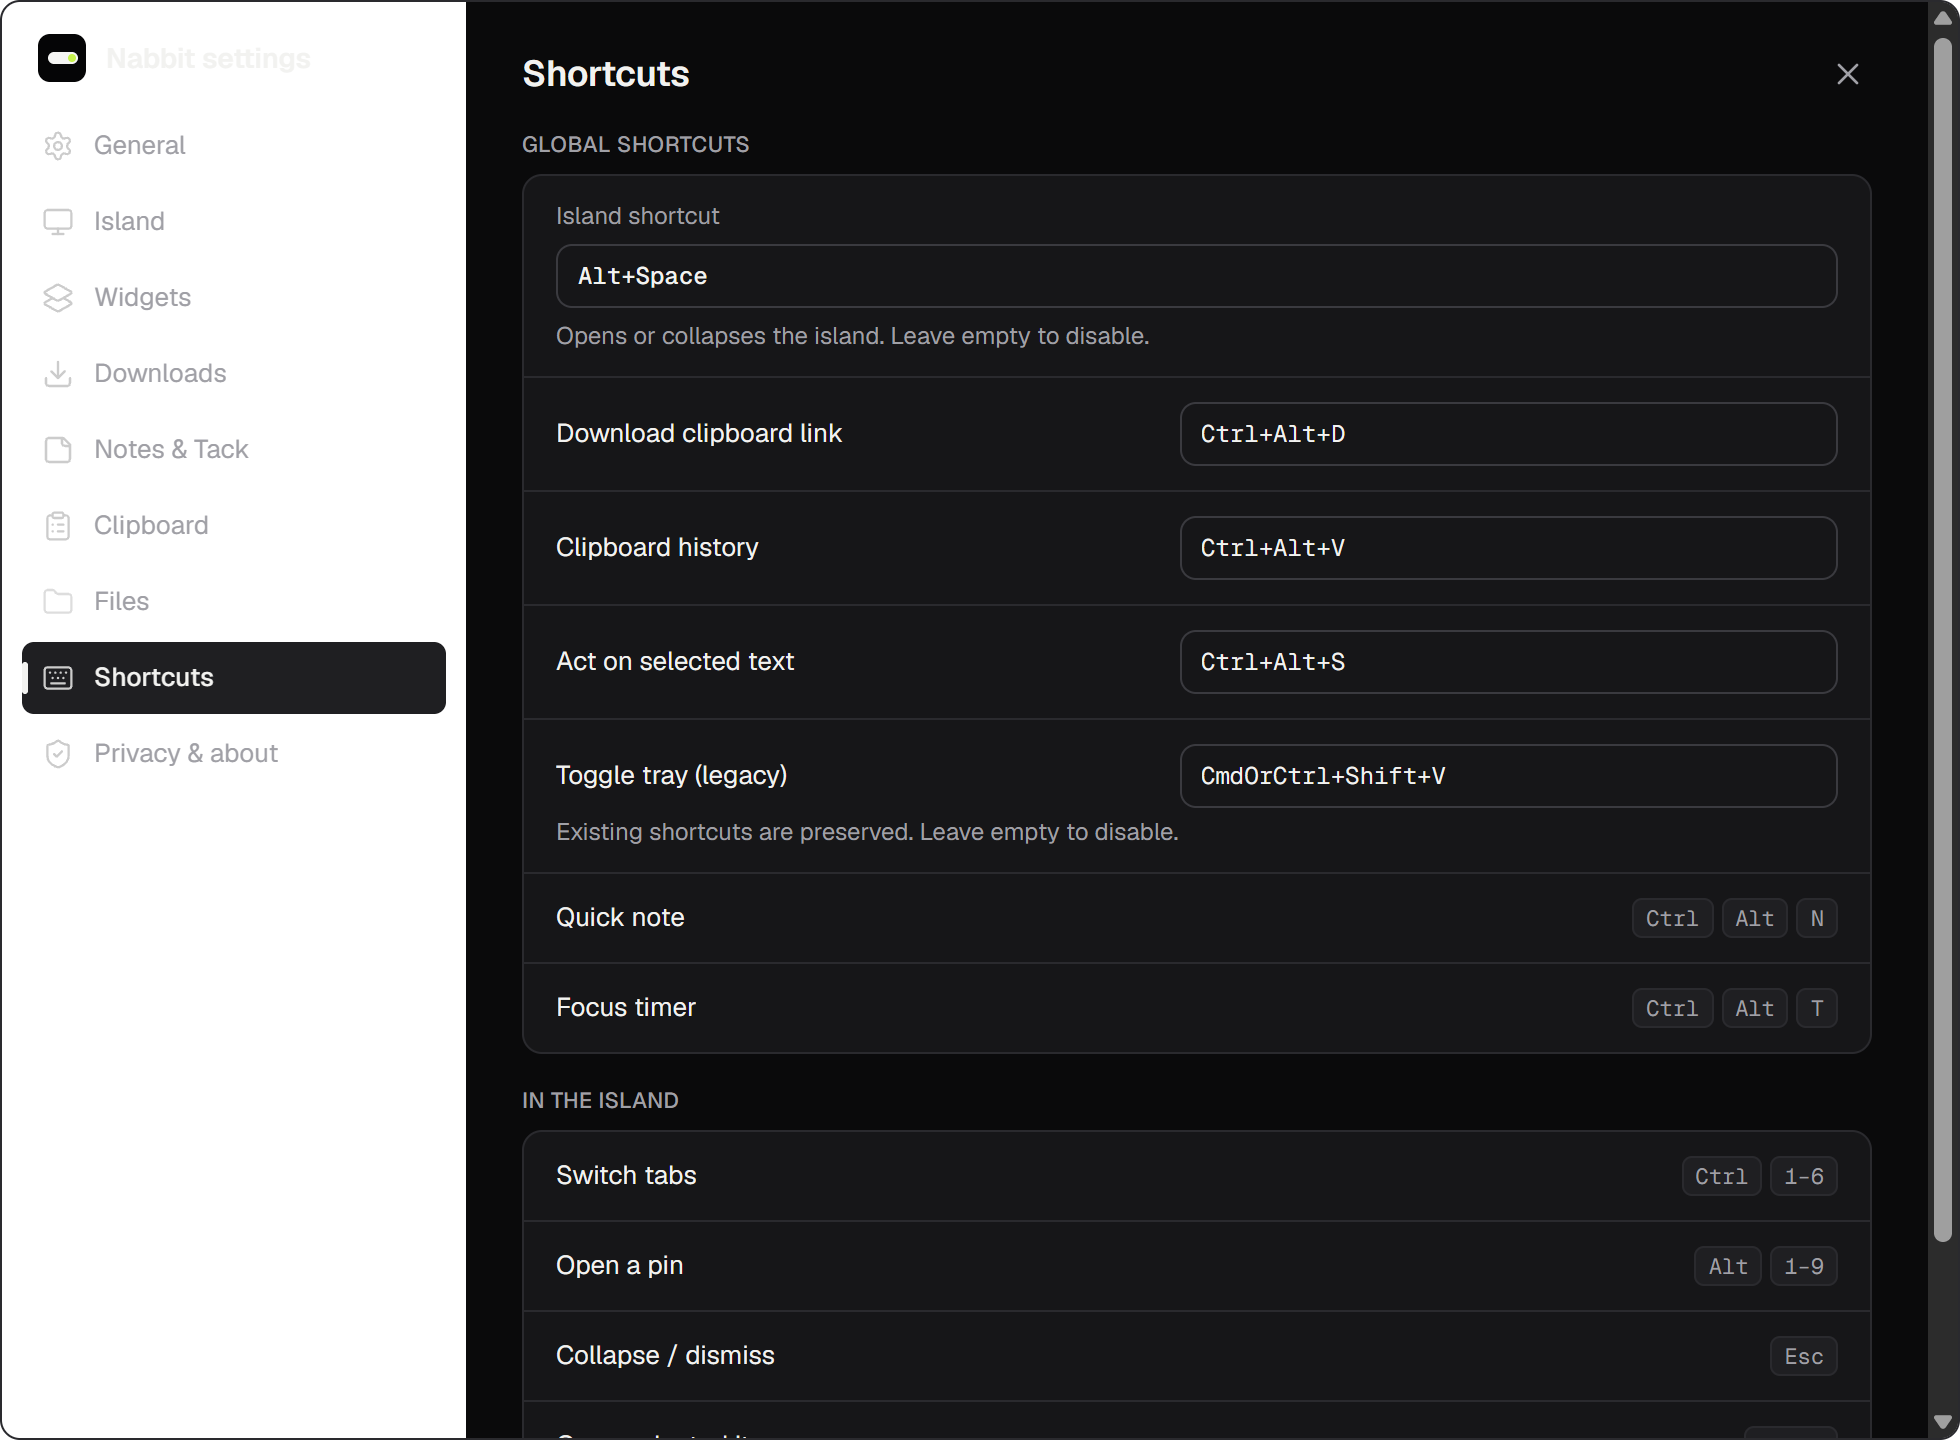 Nabbit settings
General
Island
Widgets
Downloads
Notes & Tack
Clipboard
Files
Shortcuts
Privacy & about
Shortcuts
GLOBAL SHORTCUTS
Island shortcut
Alt+Space
Opens or collapses the island. Leave empty to disable.
Download clipboard link
Ctrl+Alt+D
Clipboard history
Ctrl+Alt+V
Act on selected text
Ctrl+Alt+S
Toggle tray (legacy)
CmdOrCtrl+Shift+V
Existing shortcuts are preserved. Leave empty to disable.
Quick note
Ctrl Alt N
Focus timer
Ctrl Alt T
IN THE ISLAND
Switch tabs
Ctrl 1–6
Open a pin
Alt 1–9
Collapse / dismiss
Esc